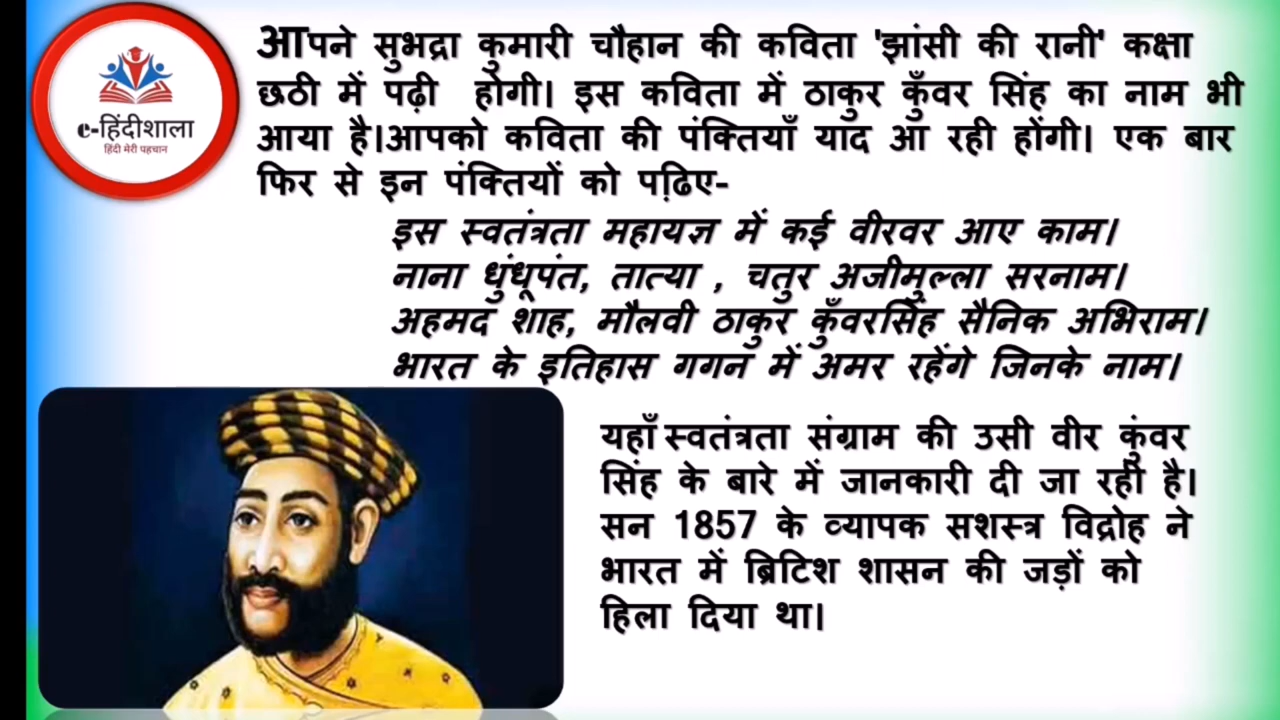 e-हिंदीशाला
हिंदी मेरी पहचान
आपने सुभद्रा कुमारी चौहान की कविता 'झांसी की रानी' कक्षा
छठी में पढ़ी होगी। इस कविता में ठाकुर कुँवर सिंह का नाम भी
आया है।आपको कविता की पंक्तियाँ याद आ रही होंगी। एक बार
फिर से इन पंक्तियों को पढ़िए-
इस स्वतंत्रता महायज्ञ में कई वीरवर आए काम।
नाना धुंधूपंत, तात्या , चतुर अजीमुल्ला सरनाम।
अहमद शाह, मौलवी ठाकुर कुँवरसिंह सैनिक अभिराम।
भारत के इतिहास गगन में अमर रहेंगे जिनके नाम।
यहाँ स्वतंत्रता संग्राम की उसी वीर कुंवर
सिंह के बारे में जानकारी दी जा रही है।
सन 1857 के व्यापक सशस्त्र विद्रोह ने
भारत में ब्रिटिश शासन की जड़ों को
हिला दिया था।